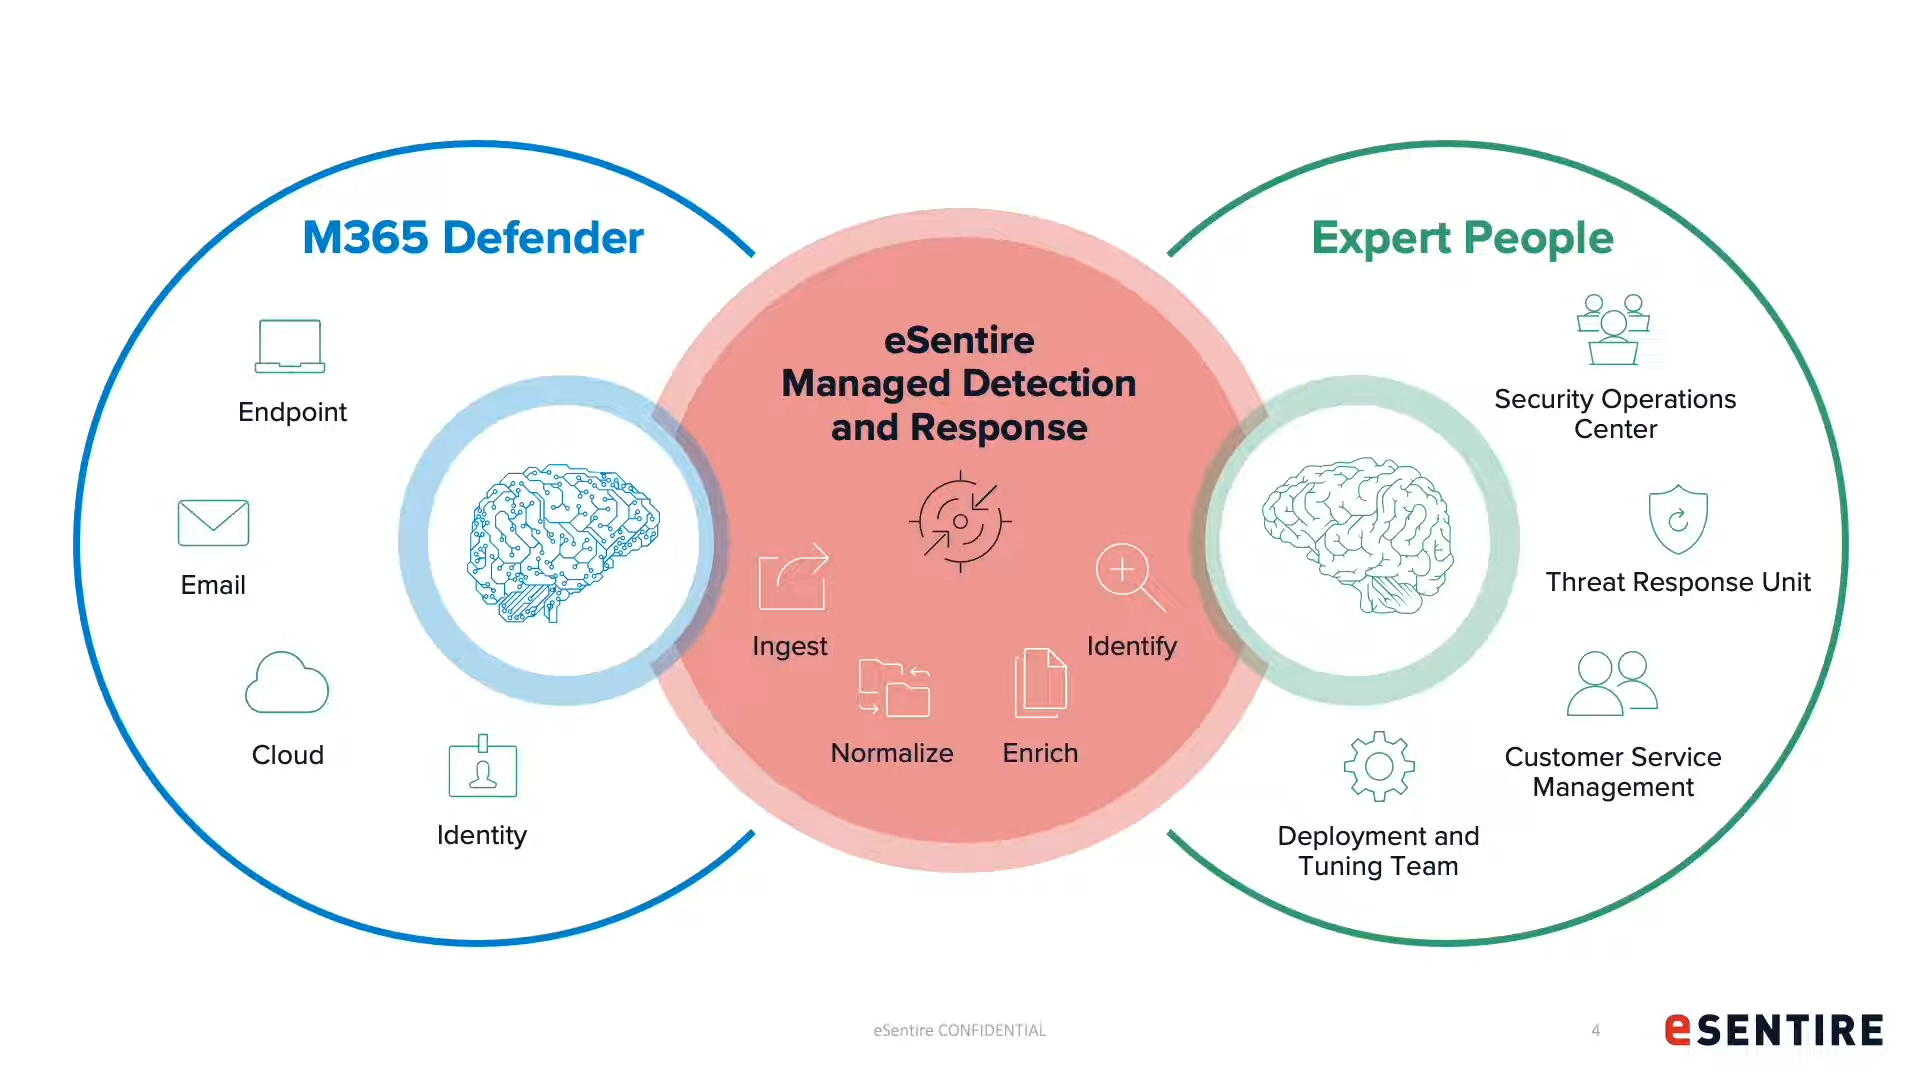 M365 Defender
Endpoint
Email
Cloud
Identity
eSentire
Managed Detection
and Response
Ingest
Normalize
Enrich
Identify
Expert People
Security Operations
Center
Threat Response Unit
Customer Service
Management
Deployment and
Tuning Team
eSentire CONFIDENTIAL
4
eSENTIRE